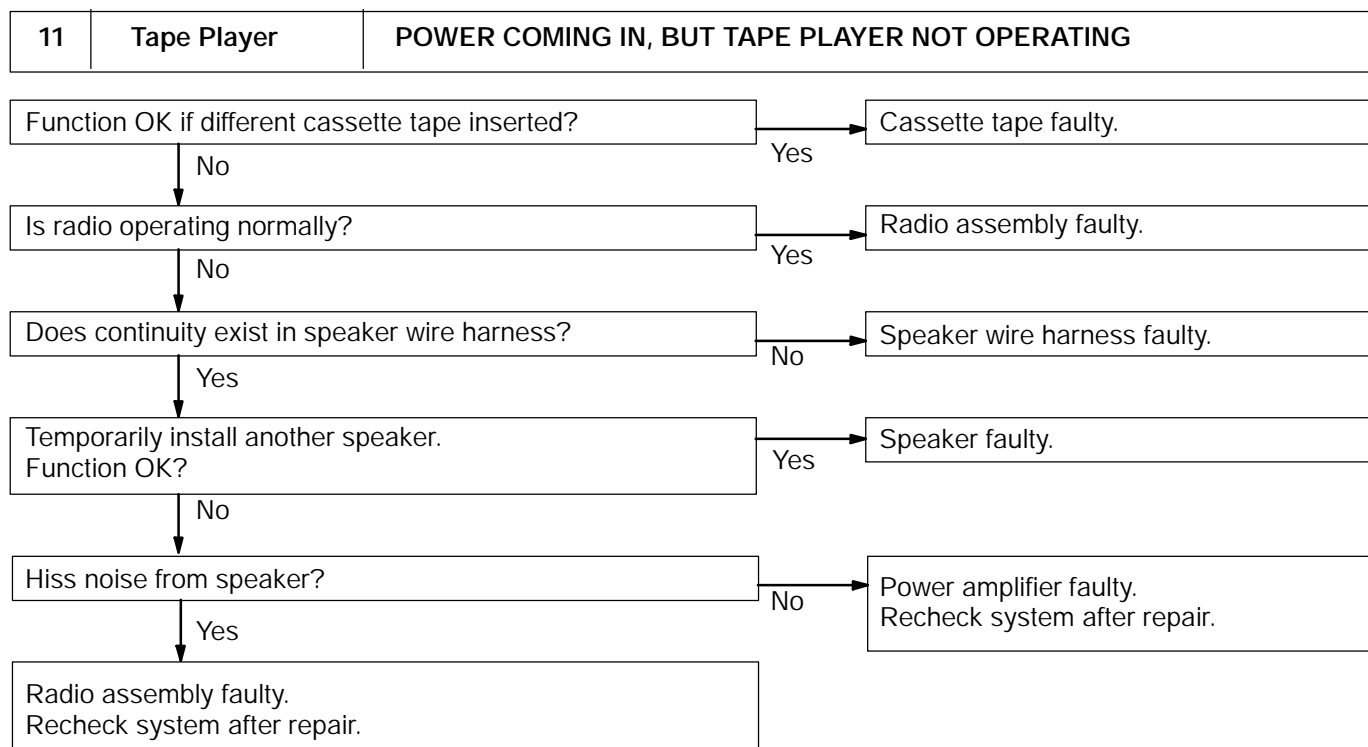 11 Tape Player POWER COMING IN, BUT TAPE PLAYER NOT OPERATING
Function OK if different cassette tape inserted?
Yes
Cassette tape faulty.
No
Is radio operating normally?
Yes
Radio assembly faulty.
No
Does continuity exist in speaker wire harness?
No
Speaker wire harness faulty.
Yes
Temporarily install another speaker.
Function OK?
Yes
Speaker faulty.
No
Hiss noise from speaker?
No
Power amplifier faulty.
Recheck system after repair.
Yes
Radio assembly faulty.
Recheck system after repair.